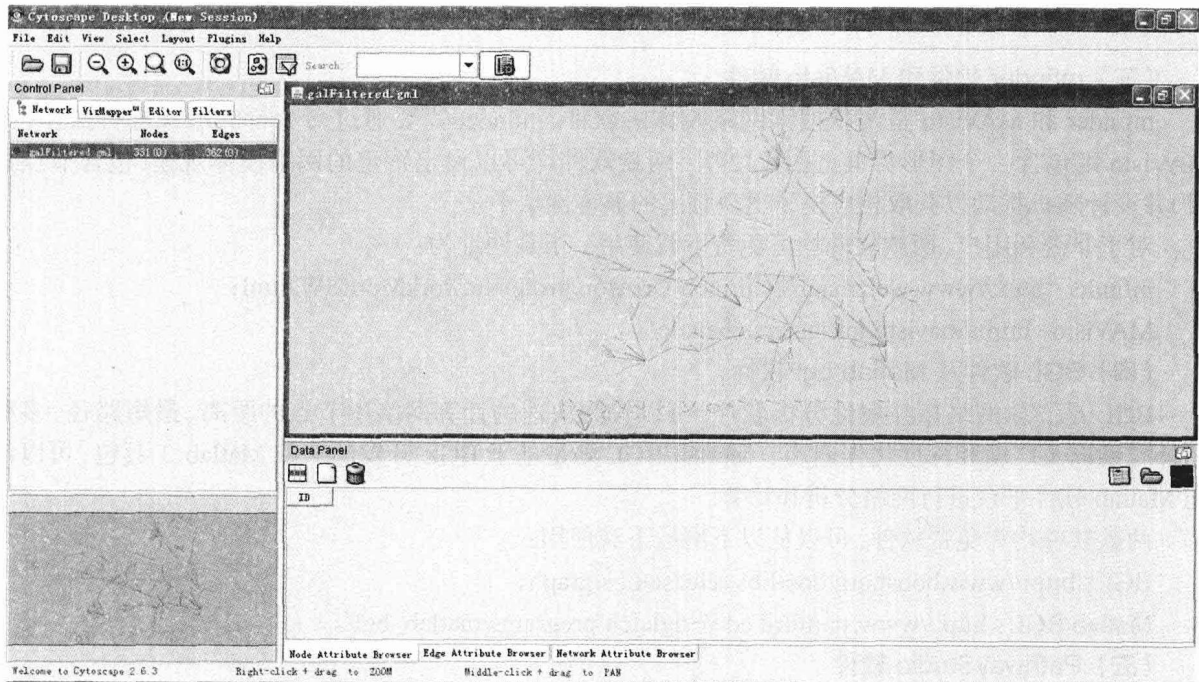 Cytoscape Desktop (New Session)
File Edit View Select Layout Plugins Help
Search:
Control Panel
Network VizMapper™ Editor Filters
Network Nodes Edges
galFiltered.gml 331(0) 362(0)
galFiltered.gml
Data Panel
ID
Node Attribute Browser Edge Attribute Browser Network Attribute Browser
Welcome to Cytoscape 2.6.3 Right-click + drag to ZOOM Middle-click + drag to PAN